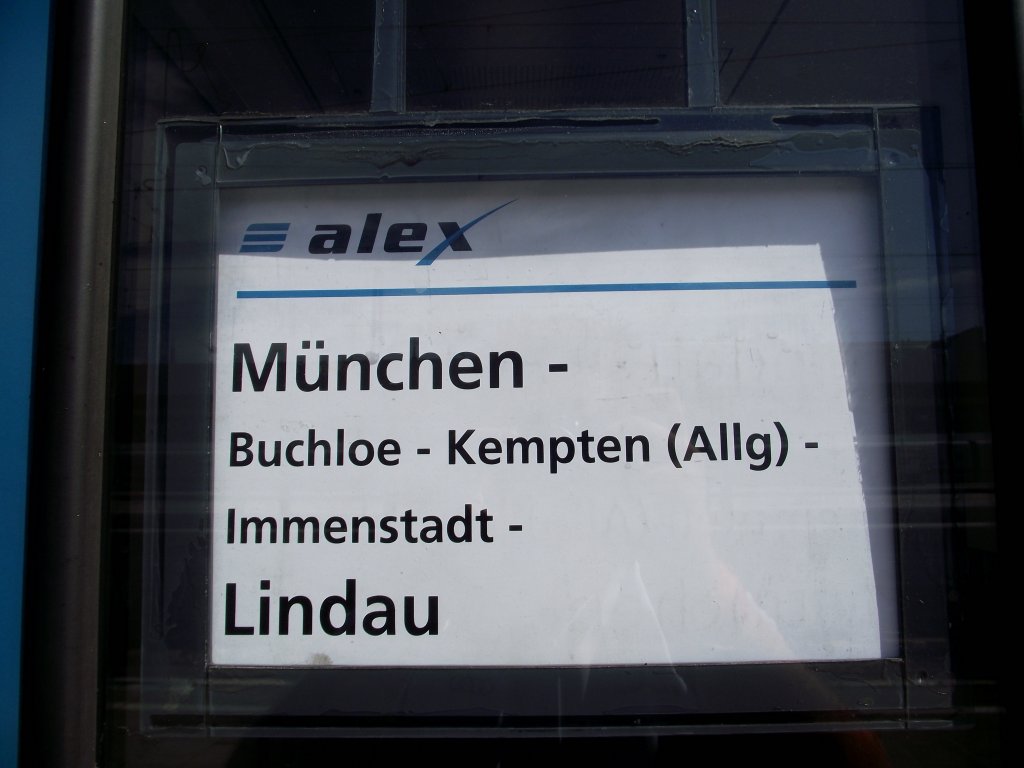 alex
München -
Buchloe - Kempten (Allg) -
Immenstadt -
Lindau